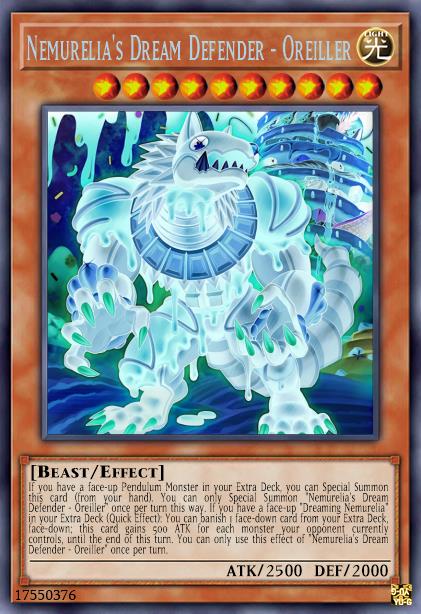 Nemurelia's Dream Defender - Oreiller
LIGHT
光
[Beast/Effect]
If you have a face-up Pendulum Monster in your Extra Deck, you can Special Summon
this card (from your hand). You can only Special Summon "Nemurelia's Dream
Defender - Oreiller" once per turn this way. If you have a face-up "Dreaming Nemurelia"
in your Extra Deck (Quick Effect): You can banish 1 face-down card from your Extra Deck,
face-down; this card gains 500 ATK for each monster your opponent currently
controls, until the end of this turn. You can only use this effect of "Nemurelia's Dream
Defender - Oreiller" once per turn.
ATK/2500 DEF/2000
17550376